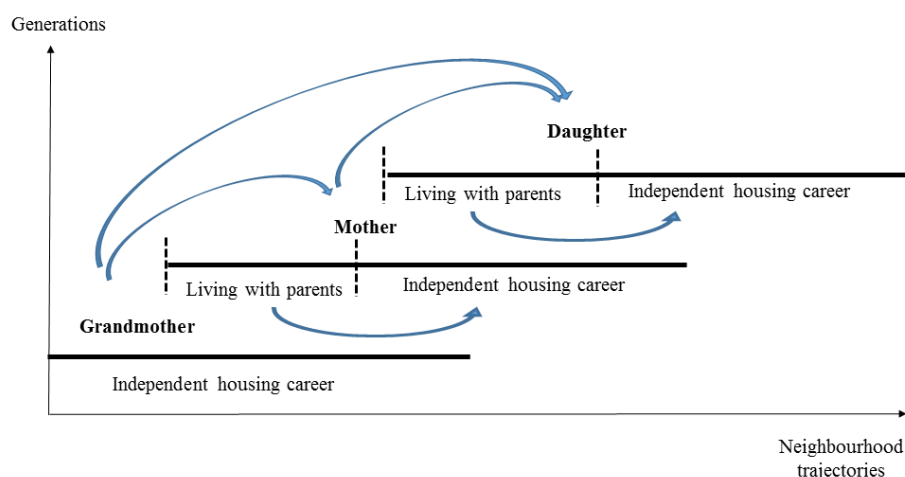 Generations
Daughter
Living with parents
Independent housing career
Mother
Living with parents
Independent housing career
Grandmother
Independent housing career
Neighbourhood
trajectories